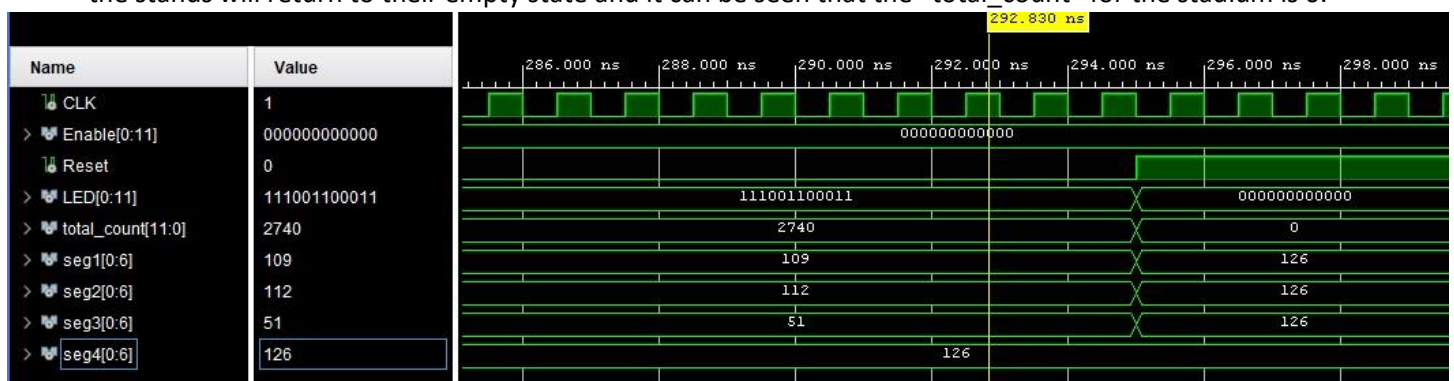 the stands will return to their empty state and it can be seen that the "total_count" for the stadium is 0.
292.830 ns
Name Value 286.000 ns 288.000 ns 290.000 ns 292.000 ns 294.000 ns 296.000 ns 298.000 ns
CLK 1
Enable[0:11] 000000000000 000000000000
Reset 0
LED[0:11] 111001100011 111001100011 000000000000
total_count[11:0] 2740 2740 0
seg1[0:6] 109 109 126
seg2[0:6] 112 112 126
seg3[0:6] 51 51 126
seg4[0:6] 126 126